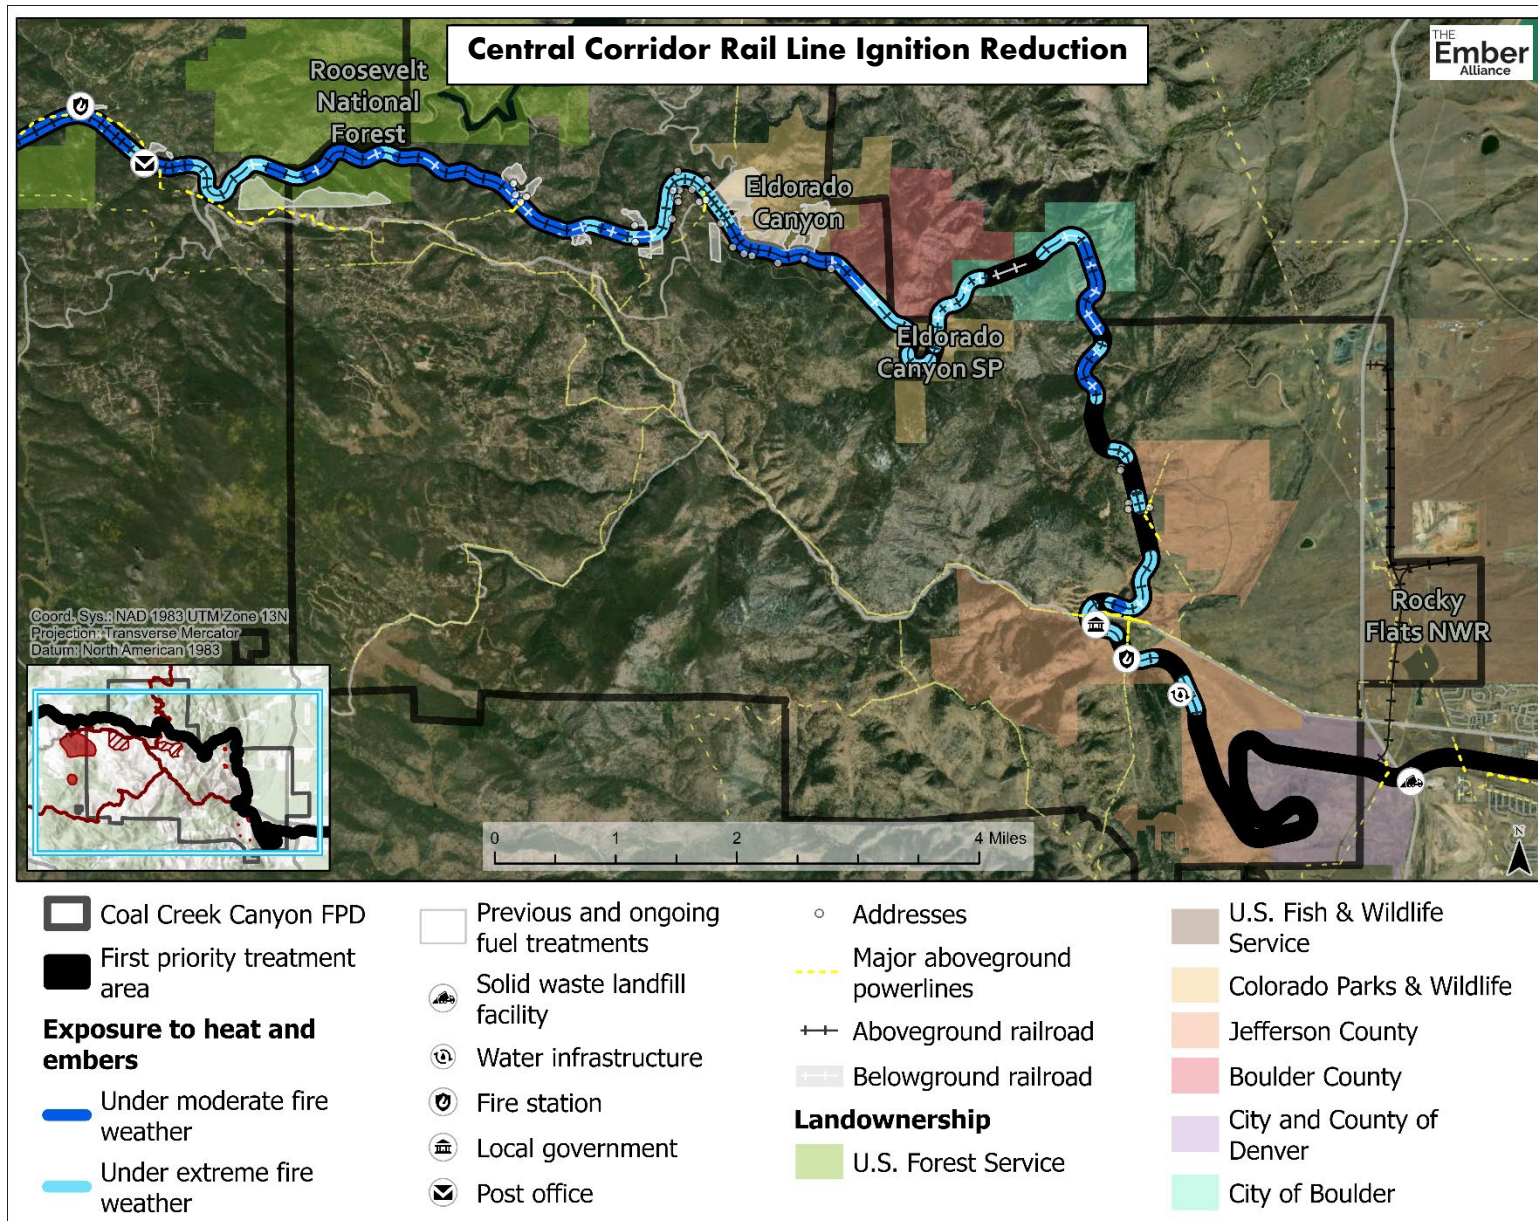 Central Corridor Rail Line Ignition Reduction
THE
Ember
Alliance
Roosevelt
National
Forest
Eldorado
Canyon
Eldorado
Canyon SP
Rocky
Flats NWR
Coord. Sys.: NAD 1983 UTM Zone 13N
Projection: Transverse Mercator
Datum: North American 1983
0 1 2 4 Miles
N
Coal Creek Canyon FPD
First priority treatment
area
Exposure to heat and
embers
Under moderate fire
weather
Under extreme fire
weather
Previous and ongoing
fuel treatments
Solid waste landfill
facility
Water infrastructure
Fire station
Local government
Post office
Addresses
Major aboveground
powerlines
Aboveground railroad
Belowground railroad
Landownership
U.S. Forest Service
U.S. Fish & Wildlife
Service
Colorado Parks & Wildlife
Jefferson County
Boulder County
City and County of
Denver
City of Boulder